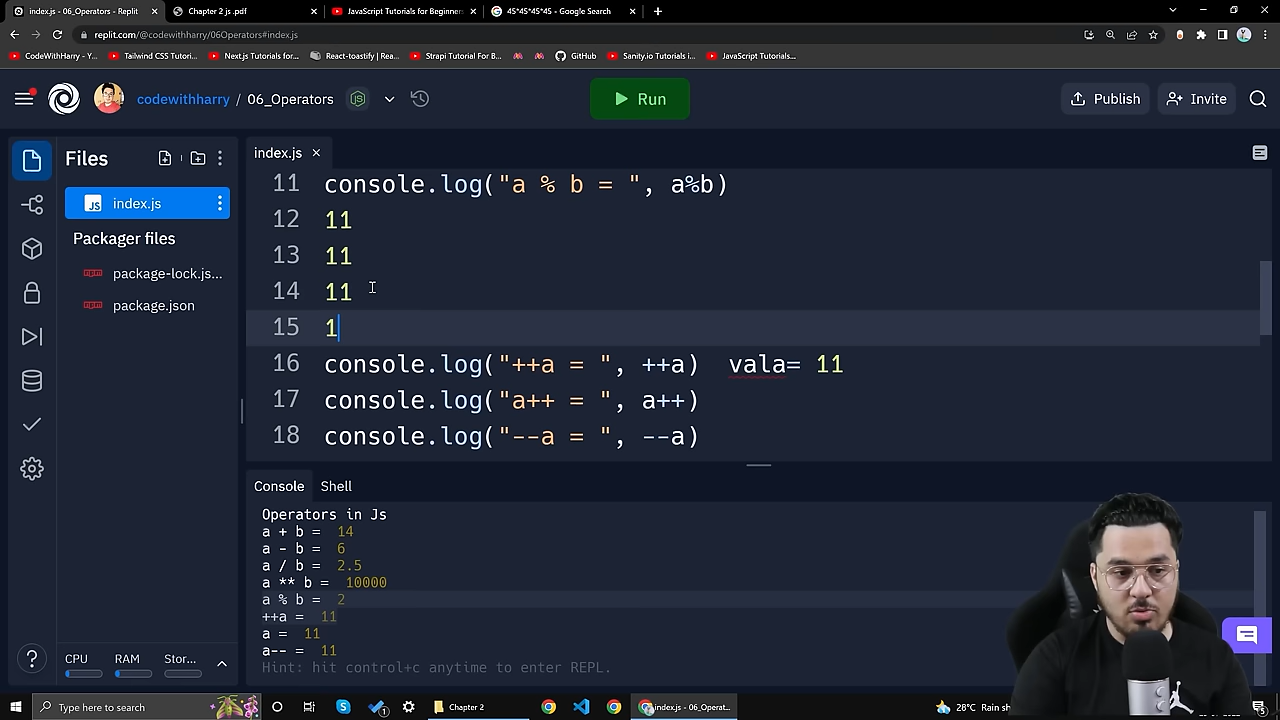 index.js - 06_Operators - Replit
Chapter 2 js .pdf
JavaScript Tutorials for Beginners
45*45*45*45 - Google Search
replit.com/@codewithharry/06Operators#index.js
CodeWithHarry - Y...
Tailwind CSS Tutori...
Next.js Tutorials for...
React-toastify | Rea...
Strapi Tutorial For B...
GitHub
Sanity.io Tutorials i...
JavaScript Tutorials...
codewithharry / 06_Operators
Run
Publish
Invite
Files
index.js
Packager files
package-lock.js...
package.json
index.js
11 console.log("a % b = ", a%b)
12 11
13 11
14 11
15 1
16 console.log("++a = ", ++a)  vala= 11
17 console.log("a++ = ", a++)
18 console.log("--a = ", --a)
Console
Shell
Operators in Js
a + b =  14
a - b =  6
a / b =  2.5
a ** b =  10000
a % b =  2
++a =  11
a =  11
a-- =  11
Hint: hit control+c anytime to enter REPL.
CPU
RAM
Stor...
Type here to search
Chapter 2
index.js - 06_Operat...
28°C Rain sh